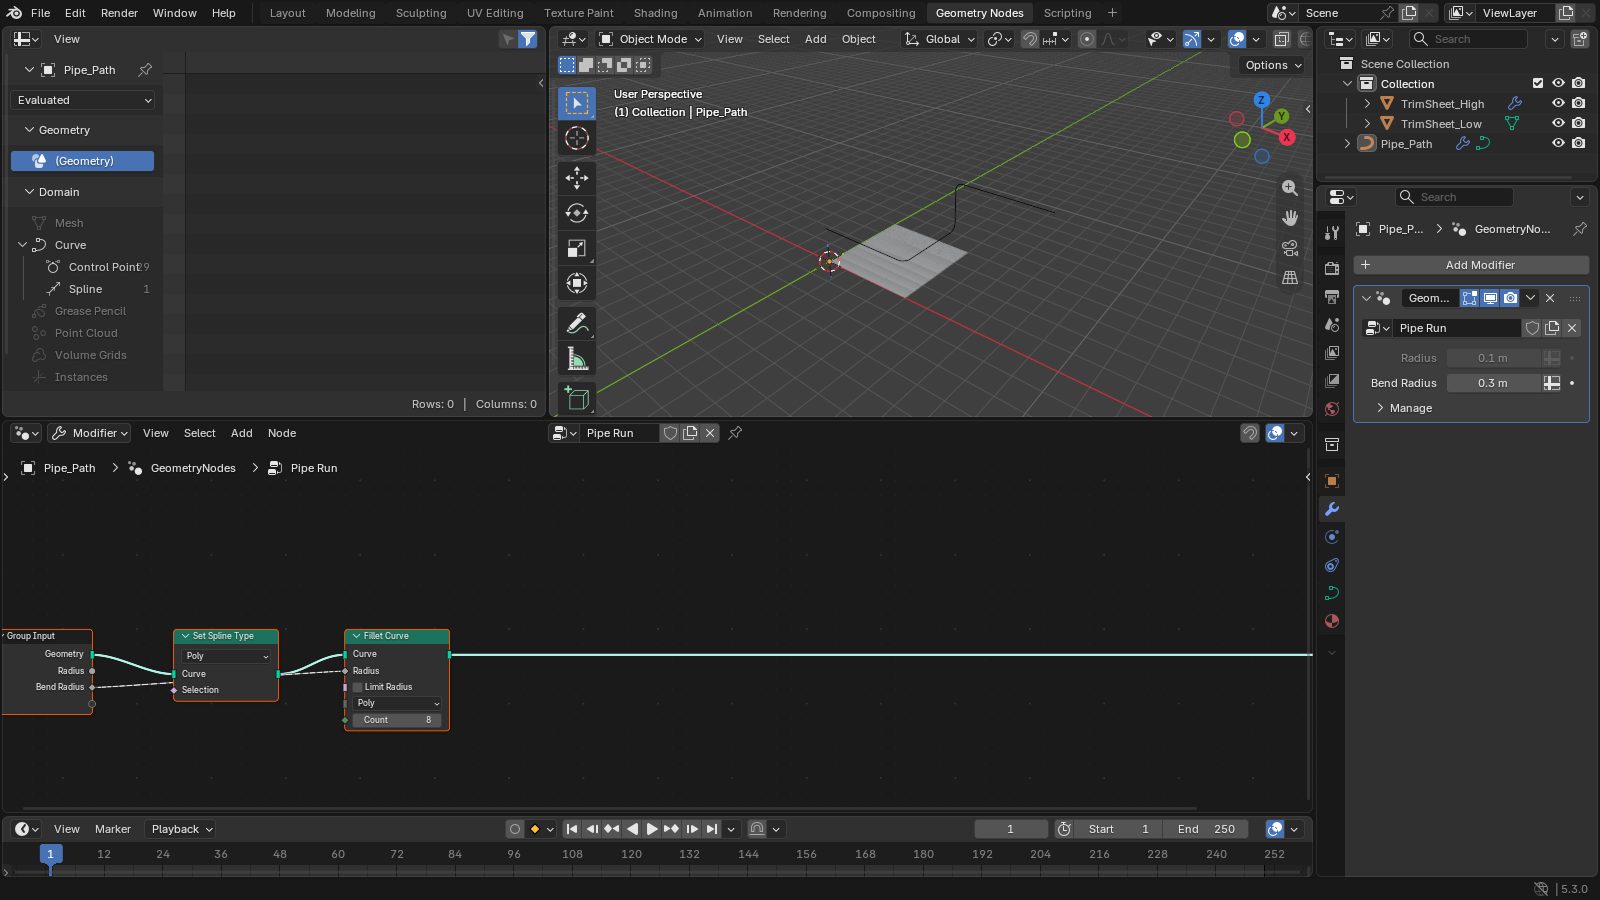 File Edit Render Window Help Layout Modeling Sculpting UV Editing Texture Paint Shading Animation Rendering Compositing Geometry Nodes Scripting Scene ViewLayer
View
Pipe_Path
Evaluated
Geometry
(Geometry)
Domain
Mesh
Curve
Control Point 29
Spline 1
Grease Pencil
Point Cloud
Volume Grids
Instances
Rows: 0 | Columns: 0
Object Mode View Select Add Object Global
Options
User Perspective
(1) Collection | Pipe_Path
Z
Y
X
Search
Scene Collection
Collection
TrimSheet_High
TrimSheet_Low
Pipe_Path
Search
Pipe_P... GeometryNo...
Add Modifier
Geom...
Pipe Run
Radius 0.1 m
Bend Radius 0.3 m
Manage
Modifier View Select Add Node Pipe Run
Pipe_Path GeometryNodes Pipe Run
Group Input
Geometry
Radius
Bend Radius
Set Spline Type
Poly
Curve
Selection
Fillet Curve
Curve
Radius
Limit Radius
Poly
Count 8
View Marker Playback 1 Start 1 End 250
1 12 24 36 48 60 72 84 96 108 120 132 144 156 168 180 192 204 216 228 240 252
5.3.0